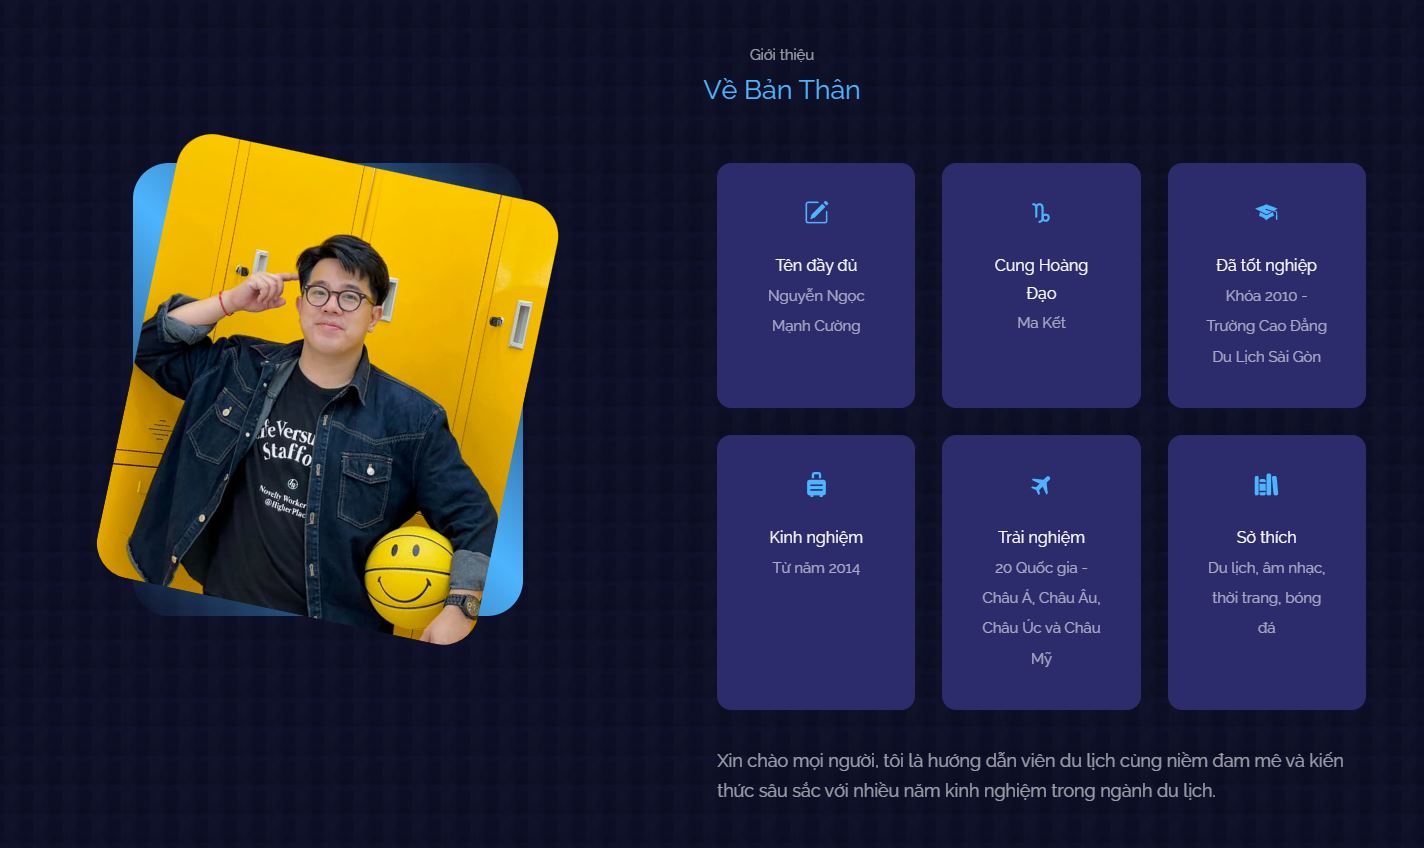 Giới thiệu
Về Bản Thân
Tên đầy đủ
Nguyễn Ngọc
Mạnh Cường
Cung Hoàng
Đạo
Ma Kết
Đã tốt nghiệp
Khóa 2010 -
Trường Cao Đẳng
Du Lịch Sài Gòn
Kinh nghiệm
Từ năm 2014
Trải nghiệm
20 Quốc gia -
Châu Á, Châu Âu,
Châu Úc và Châu
Mỹ
Sở thích
Du lịch, âm nhạc,
thời trang, bóng
đá
Xin chào mọi người, tôi là hướng dẫn viên du lịch cùng niềm đam mê và kiến
thức sâu sắc với nhiều năm kinh nghiệm trong ngành du lịch.
Novelty Worker